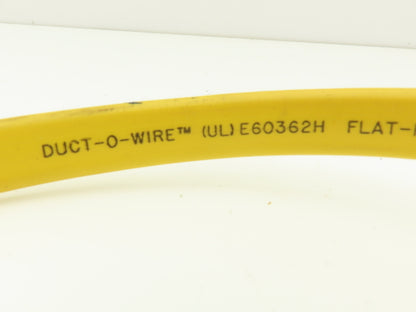 DUCT-O-WIRE™ (UL) E60362H FLAT-